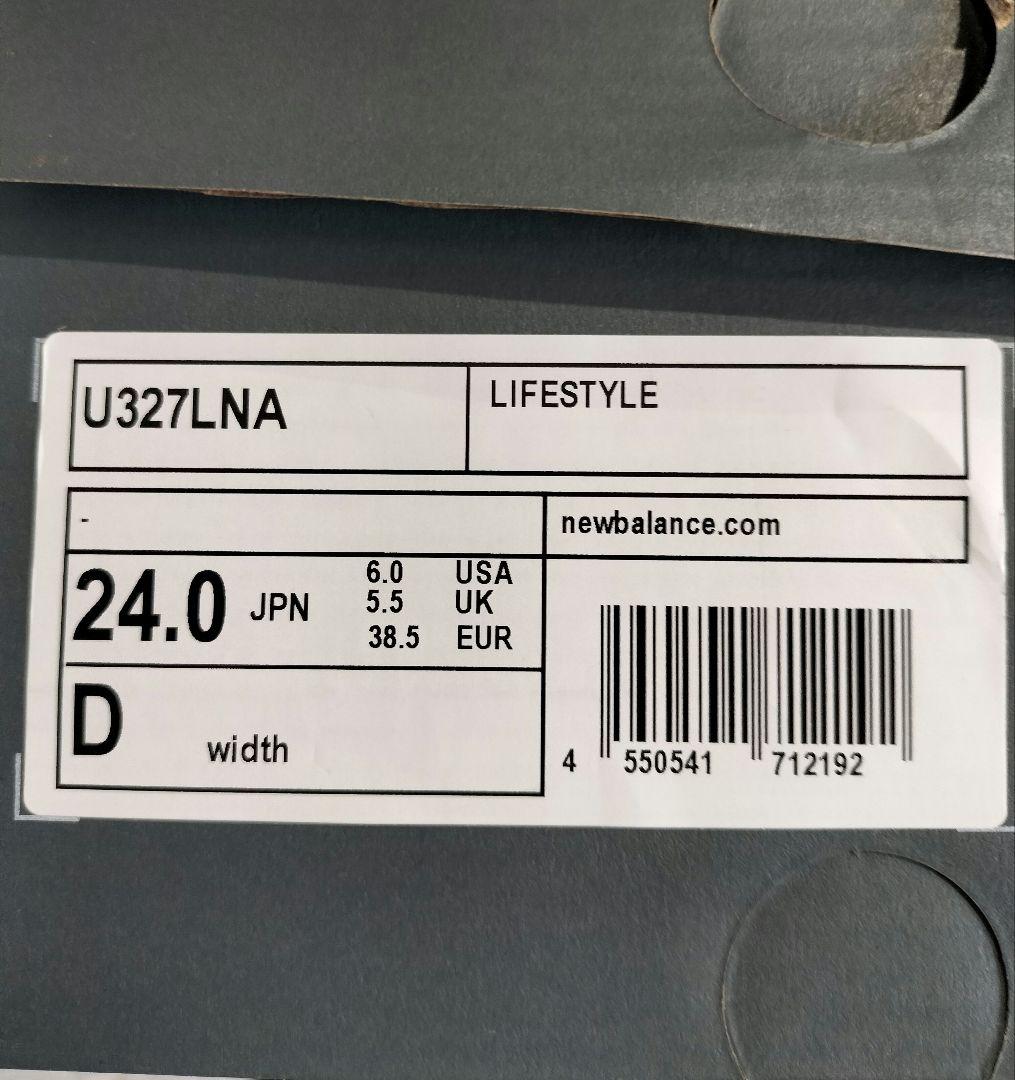 U327LNA
LIFESTYLE
-
newbalance.com
24.0 JPN
6.0 USA
5.5 UK
38.5 EUR
D width
4 550541 712192